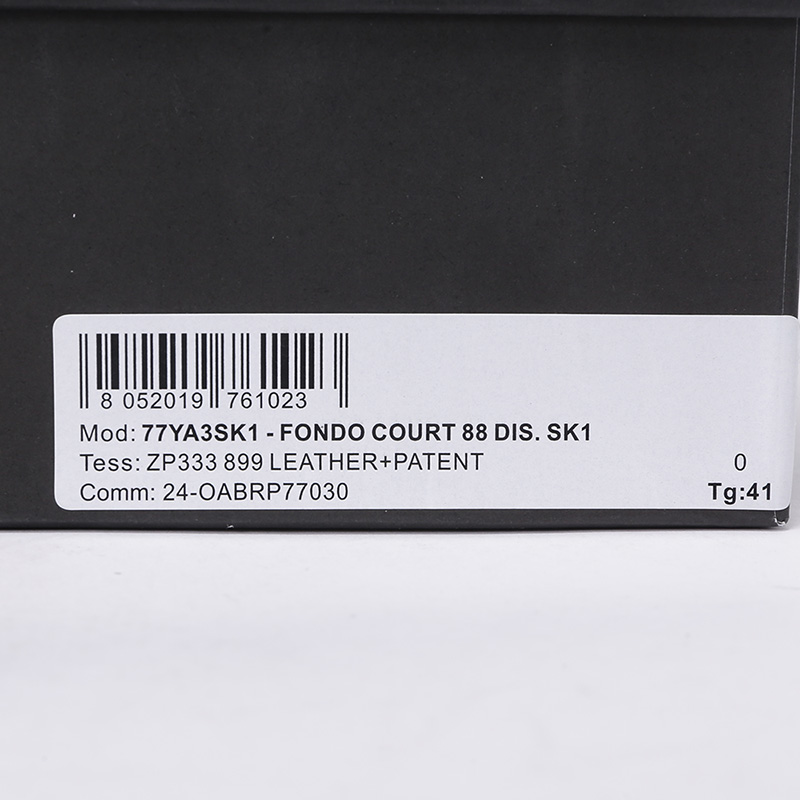 8 052019 761023
Mod: 77YA3SK1 - FONDO COURT 88 DIS. SK1
Tess: ZP333 899 LEATHER+PATENT 0
Comm: 24-OABRP77030 Tg:41